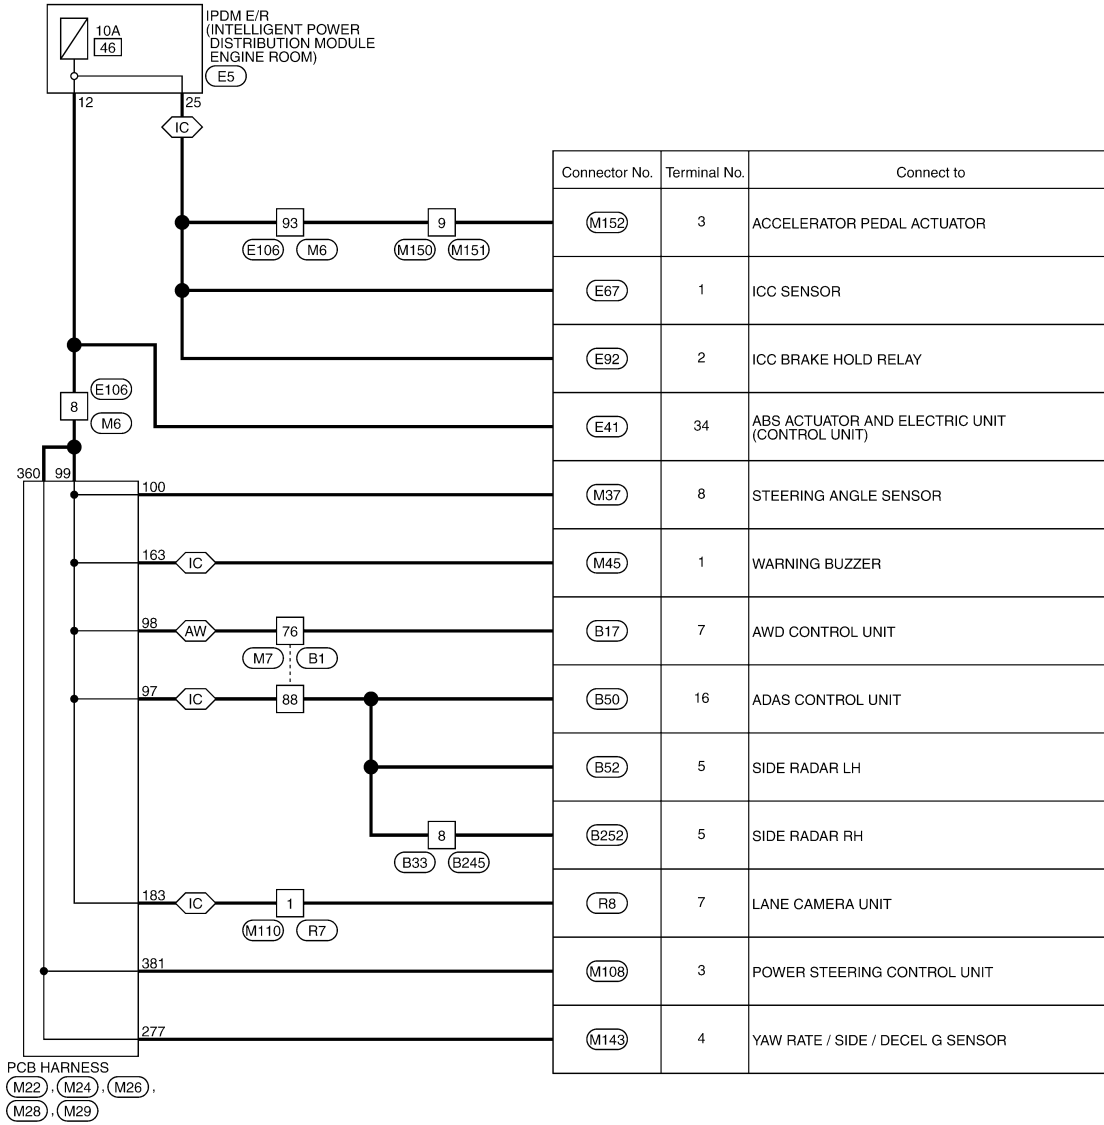 IPDM E/R
(INTELLIGENT POWER
DISTRIBUTION MODULE
ENGINE ROOM)
E5
10A
46
12
25
IC
Connector No. Terminal No. Connect to
93
9
E106 M6
M150 M151
M152 3 ACCELERATOR PEDAL ACTUATOR
E67 1 ICC SENSOR
E92 2 ICC BRAKE HOLD RELAY
8
E106
M6
E41 34 ABS ACTUATOR AND ELECTRIC UNIT
(CONTROL UNIT)
360 99
100 M37 8 STEERING ANGLE SENSOR
163 IC M45 1 WARNING BUZZER
98 AW 76 B17 7 AWD CONTROL UNIT
M7 B1
97 IC 88 B50 16 ADAS CONTROL UNIT
B52 5 SIDE RADAR LH
8 B252 5 SIDE RADAR RH
B33 B245
183 IC 1 R8 7 LANE CAMERA UNIT
M110 R7
381 M108 3 POWER STEERING CONTROL UNIT
277 M143 4 YAW RATE / SIDE / DECEL G SENSOR
PCB HARNESS
M22 , M24 , M26 ,
M28 , M29